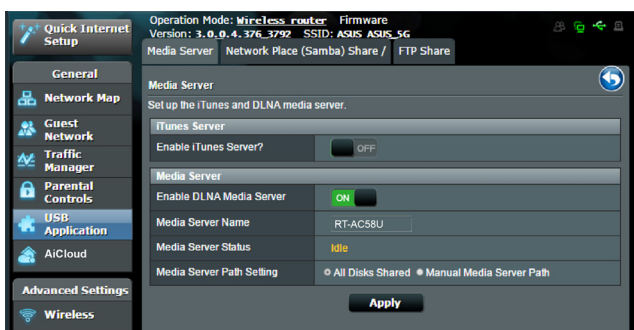 Quick Internet
Setup
Operation Mode: Wireless router Firmware
Version: 3.0.0.4.376_3792 SSID: ASUS ASUS_5G
Media Server Network Place (Samba) Share / FTP Share
General
Network Map
Guest
Network
Traffic
Manager
Parental
Controls
USB
Application
AiCloud
Advanced Settings
Wireless
Media Server
Set up the iTunes and DLNA media server.
iTunes Server
Enable iTunes Server? OFF
Media Server
Enable DLNA Media Server ON
Media Server Name RT-AC58U
Media Server Status Idle
Media Server Path Setting All Disks Shared Manual Media Server Path
Apply